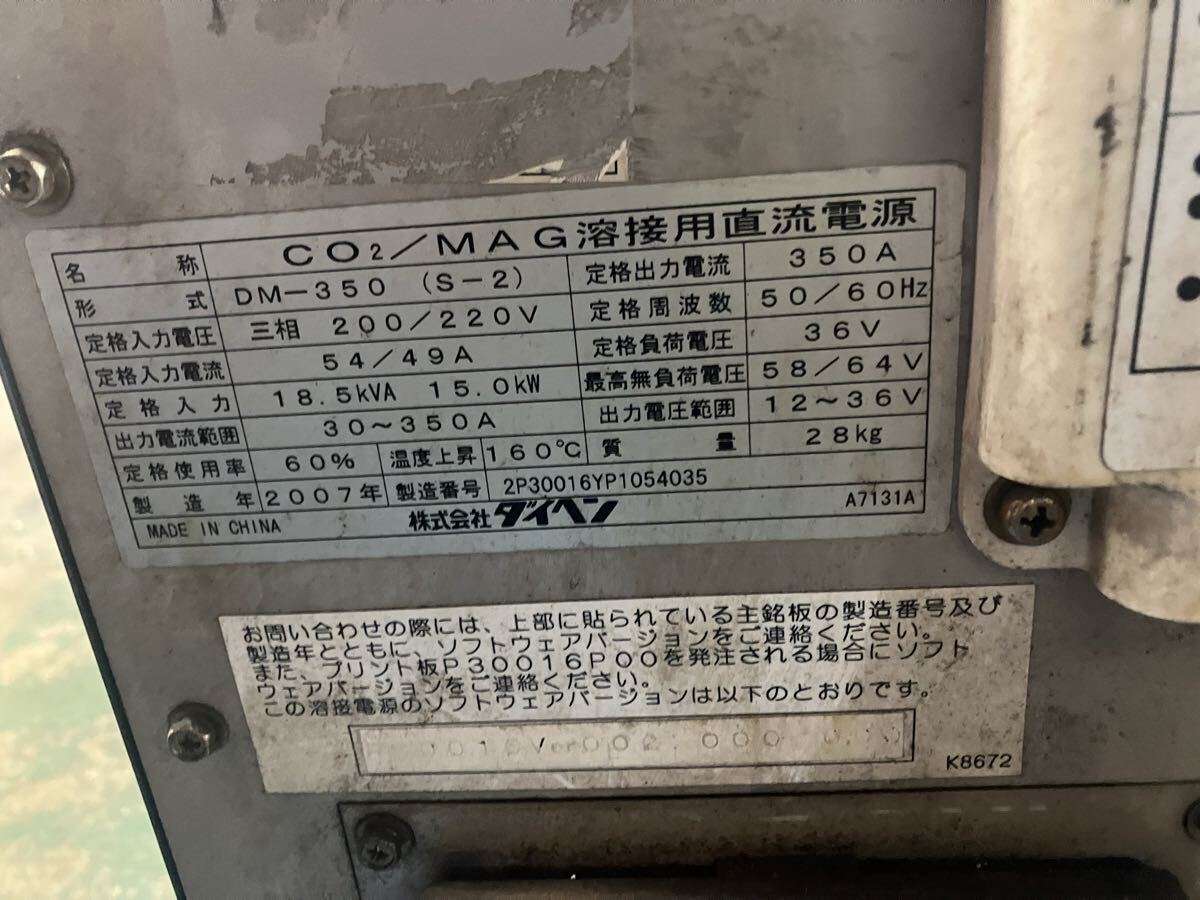 名称 CO2/MAG溶接用直流電源
形式 DM-350 (S-2) 定格出力電流 350A
定格入力電圧 三相 200/220V 定格周波数 50/60Hz
定格入力電流 54/49A 定格負荷電圧 36V
定格入力 18.5kVA 15.0kW 最高無負荷電圧 58/64V
出力電流範囲 30～350A 出力電圧範囲 12～36V
定格使用率 60% 温度上昇 160℃ 質量 28kg
製造年 2007年 製造番号 2P30016YP1054035
MADE IN CHINA 株式会社ダイヘン A7131A
お問い合わせの際には、上部に貼られている主銘板の製造番号及び
製造年とともに、ソフトウェアバージョンをご連絡ください。
また、プリント板P30016P00を発注される場合にソフト
ウェアバージョンをご連絡ください。
この溶接電源のソフトウェアバージョンは以下のとおりです。
Ver002.000
K8672